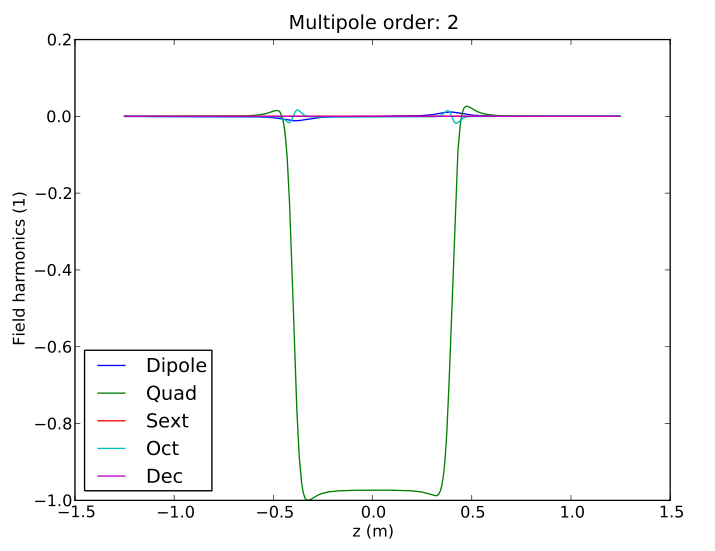 Multipole order: 2
Field harmonics (1)
0.2
0.0
−0.2
−0.4
−0.6
−0.8
−1.0
Dipole
Quad
Sext
Oct
Dec
−1.5
−1.0
−0.5
0.0
0.5
1.0
1.5
z (m)